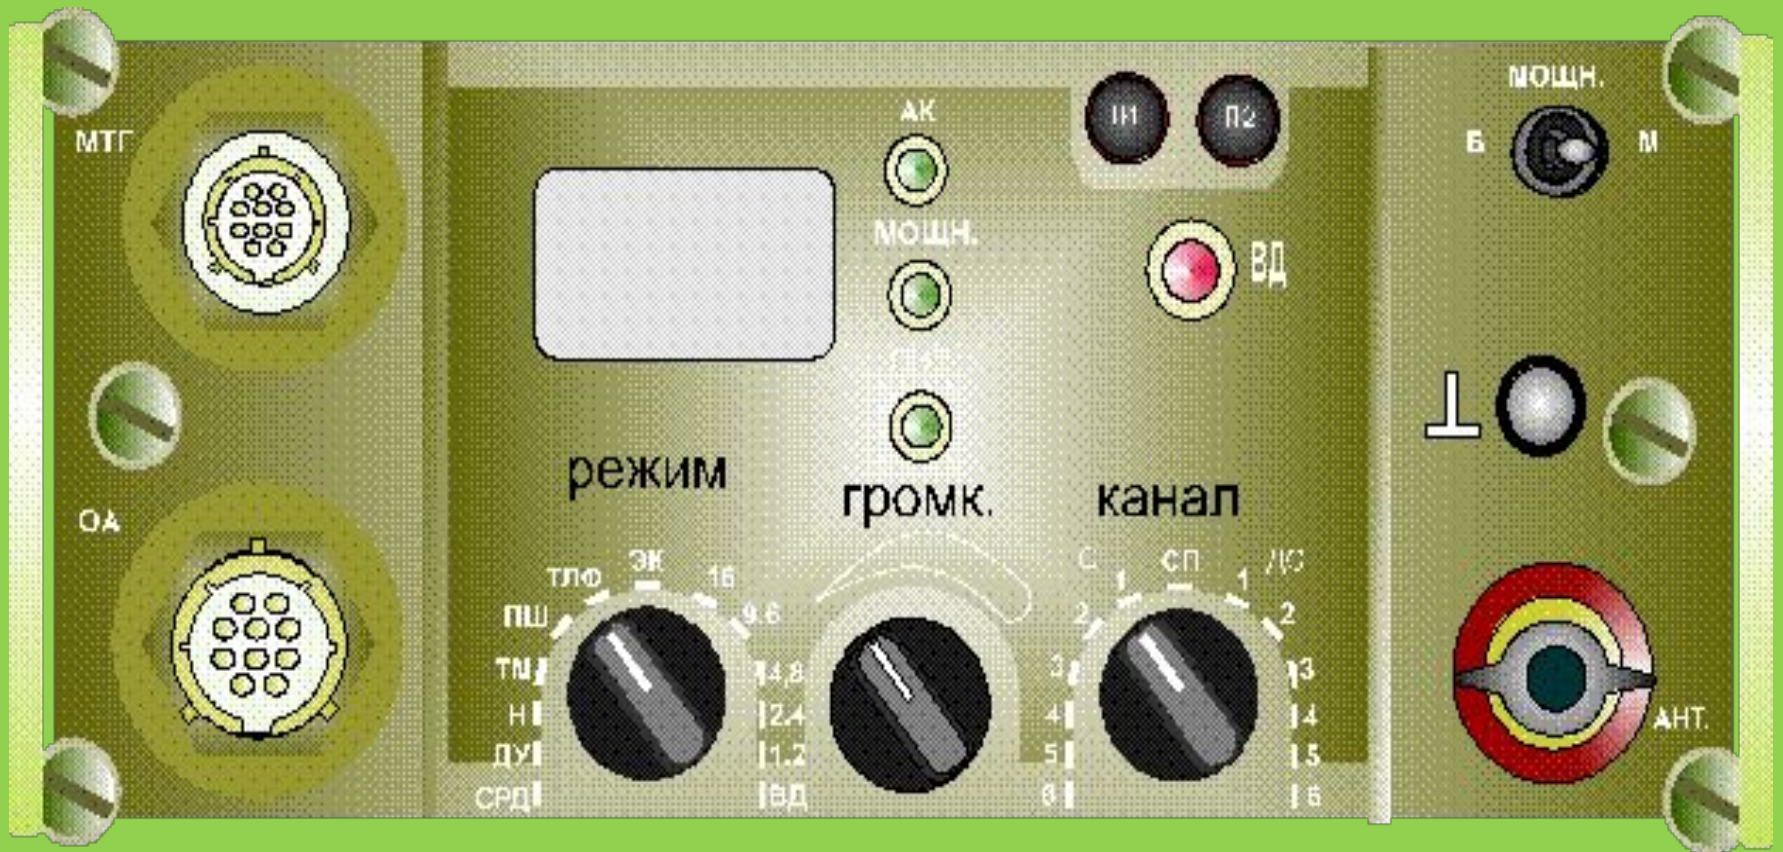 МОЩН.
АК
П1
П2
МТГ
Б
М
МОЩН.
ВД
режим
громк.
канал
ОА
ЭК
ТЛФ
16
ПШ
9.6
ТМ
4,8
Н
2.4
ДУ
1.2
СРД
ВД
С
СП
ДС
1
1
2
2
3
3
4
4
5
5
6
6
АНТ.